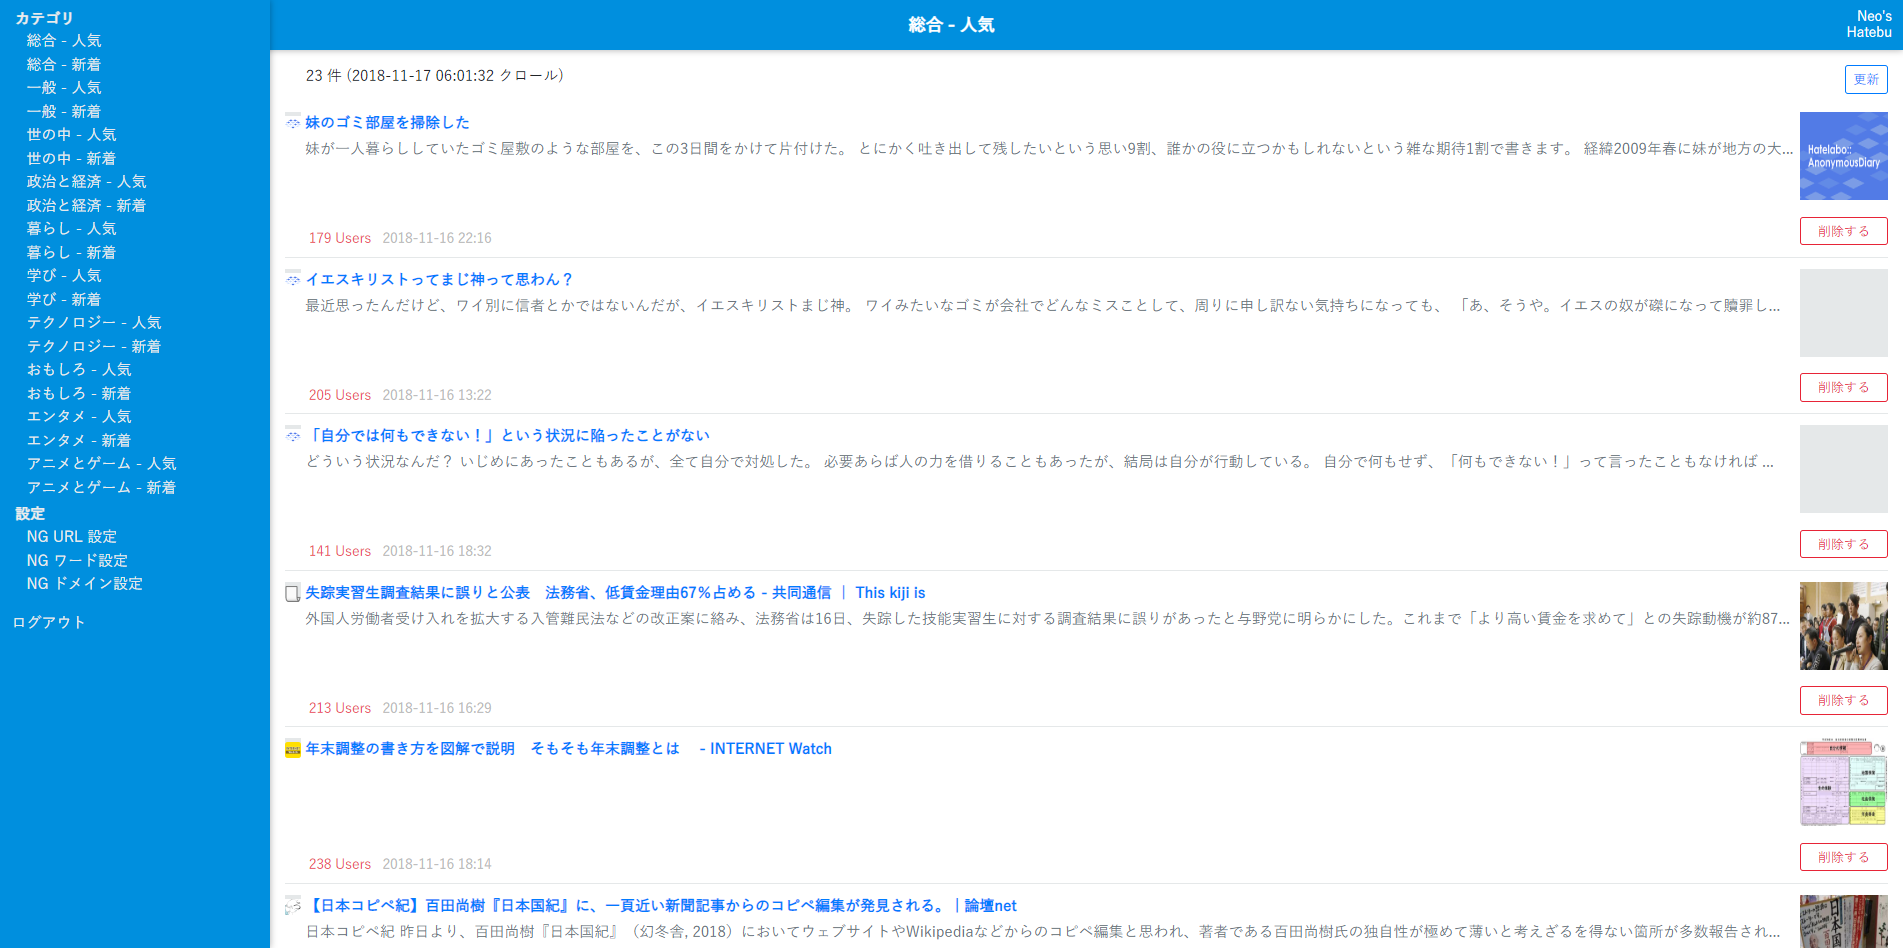 カテゴリ
総合 - 人気
総合 - 新着
一般 - 人気
一般 - 新着
世の中 - 人気
世の中 - 新着
政治と経済 - 人気
政治と経済 - 新着
暮らし - 人気
暮らし - 新着
学び - 人気
学び - 新着
テクノロジー - 人気
テクノロジー - 新着
おもしろ - 人気
おもしろ - 新着
エンタメ - 人気
エンタメ - 新着
アニメとゲーム - 人気
アニメとゲーム - 新着
設定
NG URL 設定
NG ワード設定
NG ドメイン設定
ログアウト
総合 - 人気
Neo's
Hatebu
23 件 (2018-11-17 06:01:32 クロール)
更新
妹のゴミ部屋を掃除した
妹が一人暮らししていたゴミ屋敷のような部屋を、この3日間をかけて片付けた。 とにかく吐き出して残したいという思い9割、誰かの役に立つかもしれないという雑な期待1割で書きます。 経緯2009年春に妹が地方の大...
Hatelabo::
AnonymousDiary
179 Users 2018-11-16 22:16
削除する
イエスキリストってまじ神って思わん？
最近思ったんだけど、ワイ別に信者とかではないんだが、イエスキリストまじ神。 ワイみたいなゴミが会社でどんなミスことして、周りに申し訳ない気持ちになっても、 「あ、そうや。イエスの奴が磔になって贖罪し...
205 Users 2018-11-16 13:22
削除する
「自分では何もできない！」という状況に陥ったことがない
どういう状況なんだ？ いじめにあったこともあるが、全て自分で対処した。 必要あらば人の力を借りることもあったが、結局は自分が行動している。 自分で何もせず、「何もできない！」って言ったこともなければ ...
141 Users 2018-11-16 18:32
削除する
失踪実習生調査結果に誤りと公表　法務省、低賃金理由67％占める - 共同通信 ｜ This kiji is
外国人労働者受け入れを拡大する入管難民法などの改正案に絡み、法務省は16日、失踪した技能実習生に対する調査結果に誤りがあったと与野党に明らかにした。これまで「より高い賃金を求めて」との失踪動機が約87...
213 Users 2018-11-16 16:29
削除する
年末調整の書き方を図解で説明　そもそも年末調整とは　 - INTERNET Watch
238 Users 2018-11-16 18:14
削除する
【日本コピペ紀】百田尚樹『日本国紀』に、一頁近い新聞記事からのコピペ編集が発見される。｜論壇net
日本コピペ紀 昨日より、百田尚樹『日本国紀』（幻冬舎, 2018）においてウェブサイトやWikipediaなどからのコピペ編集と思われ、著者である百田尚樹氏の独自性が極めて薄いと考えざるを得ない箇所が多数報告され...
日本国